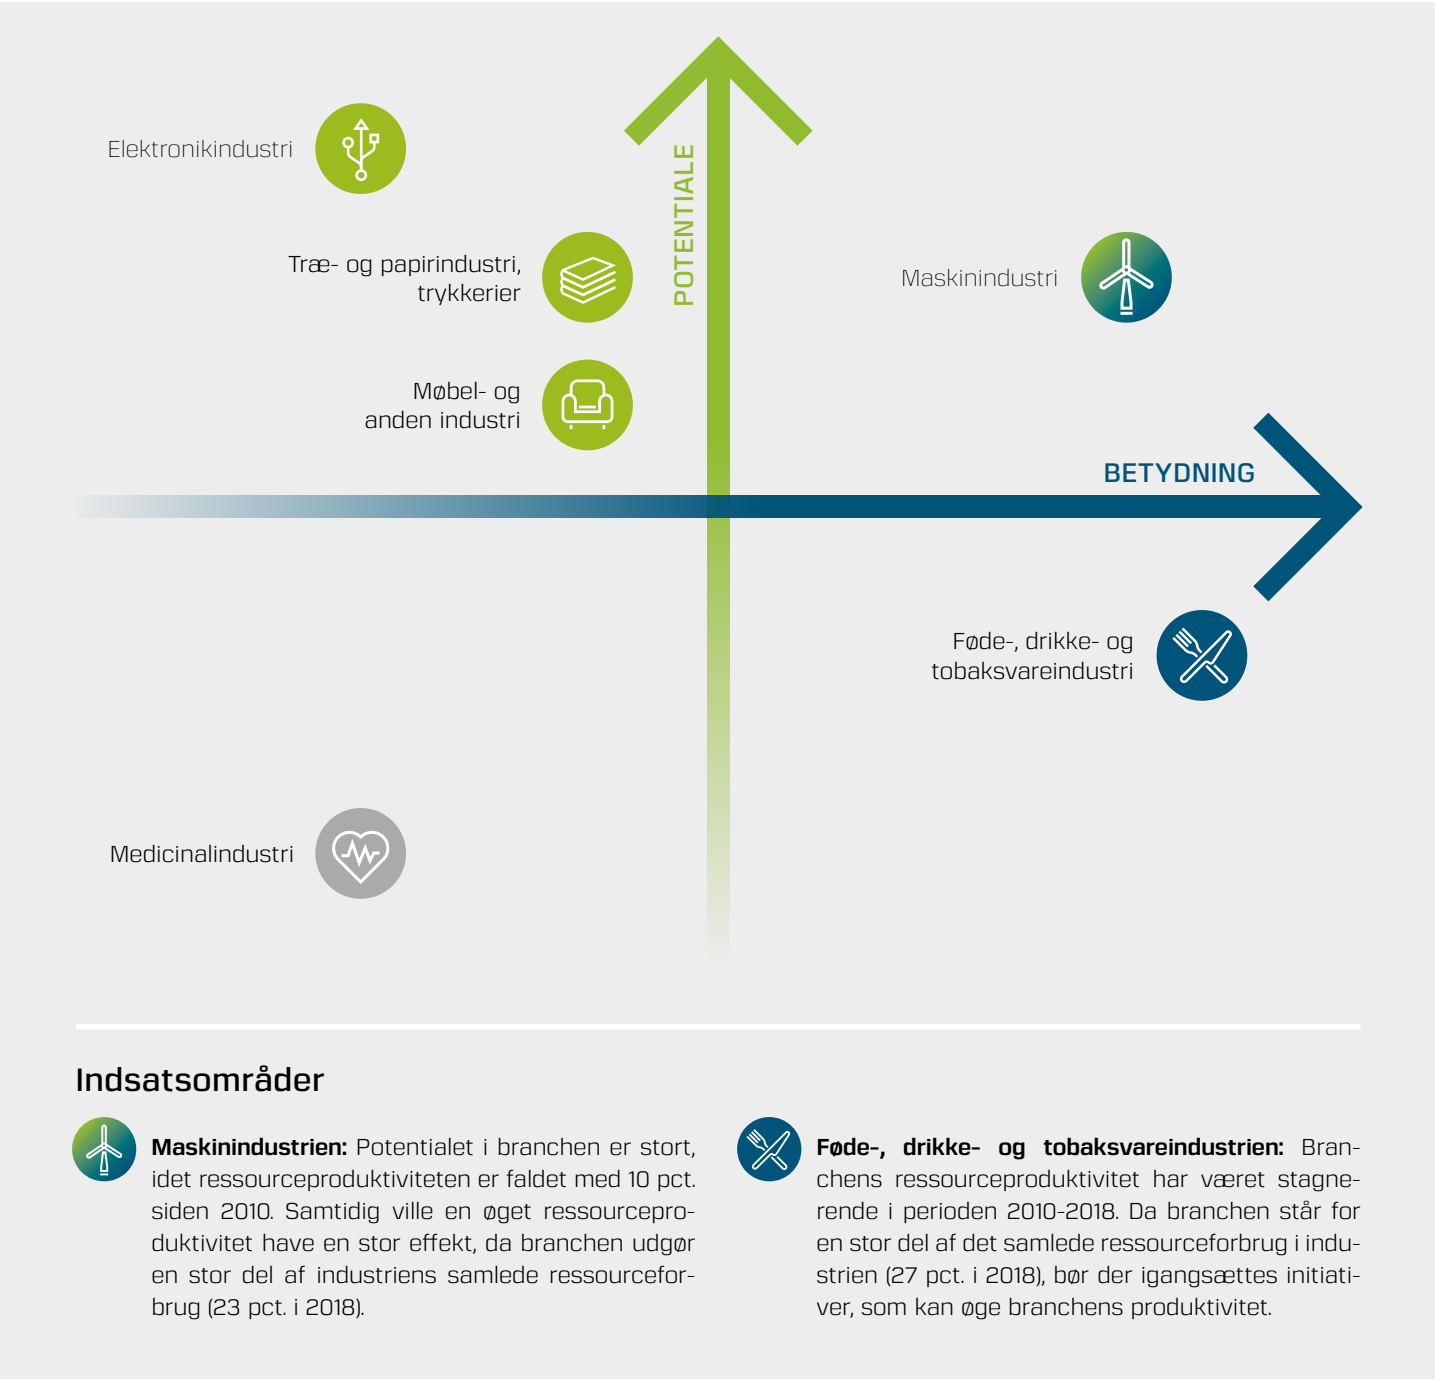 Elektronikindustri
POTENTIALE
Træ- og papirindustri,
trykkerier
Maskinindustri
Møbel- og
anden industri
BETYDNING
Føde-, drikke- og
tobaksvareindustri
Medicinalindustri
Indsatsområder
Maskinindustrien: Potentialet i branchen er stort,
idet ressourceproduktiviteten er faldet med 10 pct.
siden 2010. Samtidig ville en øget ressourcepro-
duktivitet have en stor effekt, da branchen udgør
en stor del af industriens samlede ressourcefor-
brug (23 pct. i 2018).
Føde-, drikke- og tobaksvareindustrien: Bran-
chens ressourceproduktivitet har været stagne-
rende i perioden 2010-2018. Da branchen står for
en stor del af det samlede ressourceforbrug i indu-
strien (27 pct. i 2018), bør der igangsættes initiati-
ver, som kan øge branchens produktivitet.